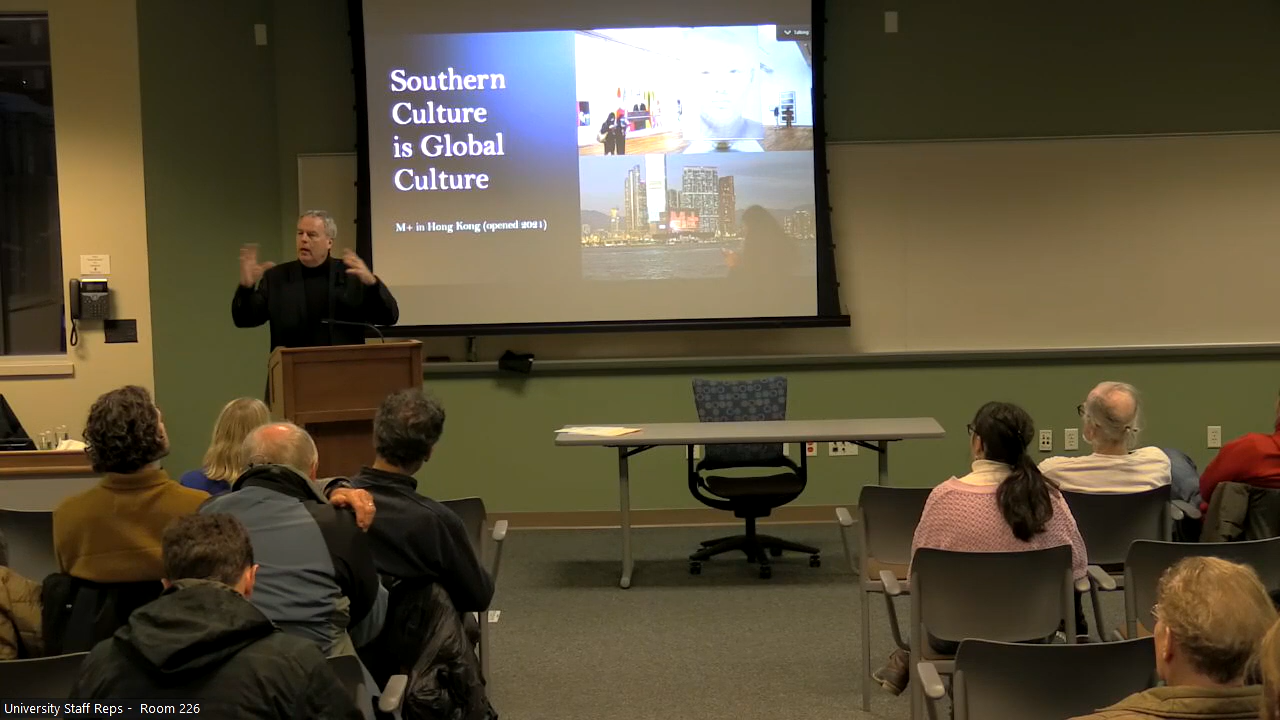 Southern
Culture
is Global
Culture
M+ in Hong Kong (opened 2021)
M+
University Staff Reps - Room 226